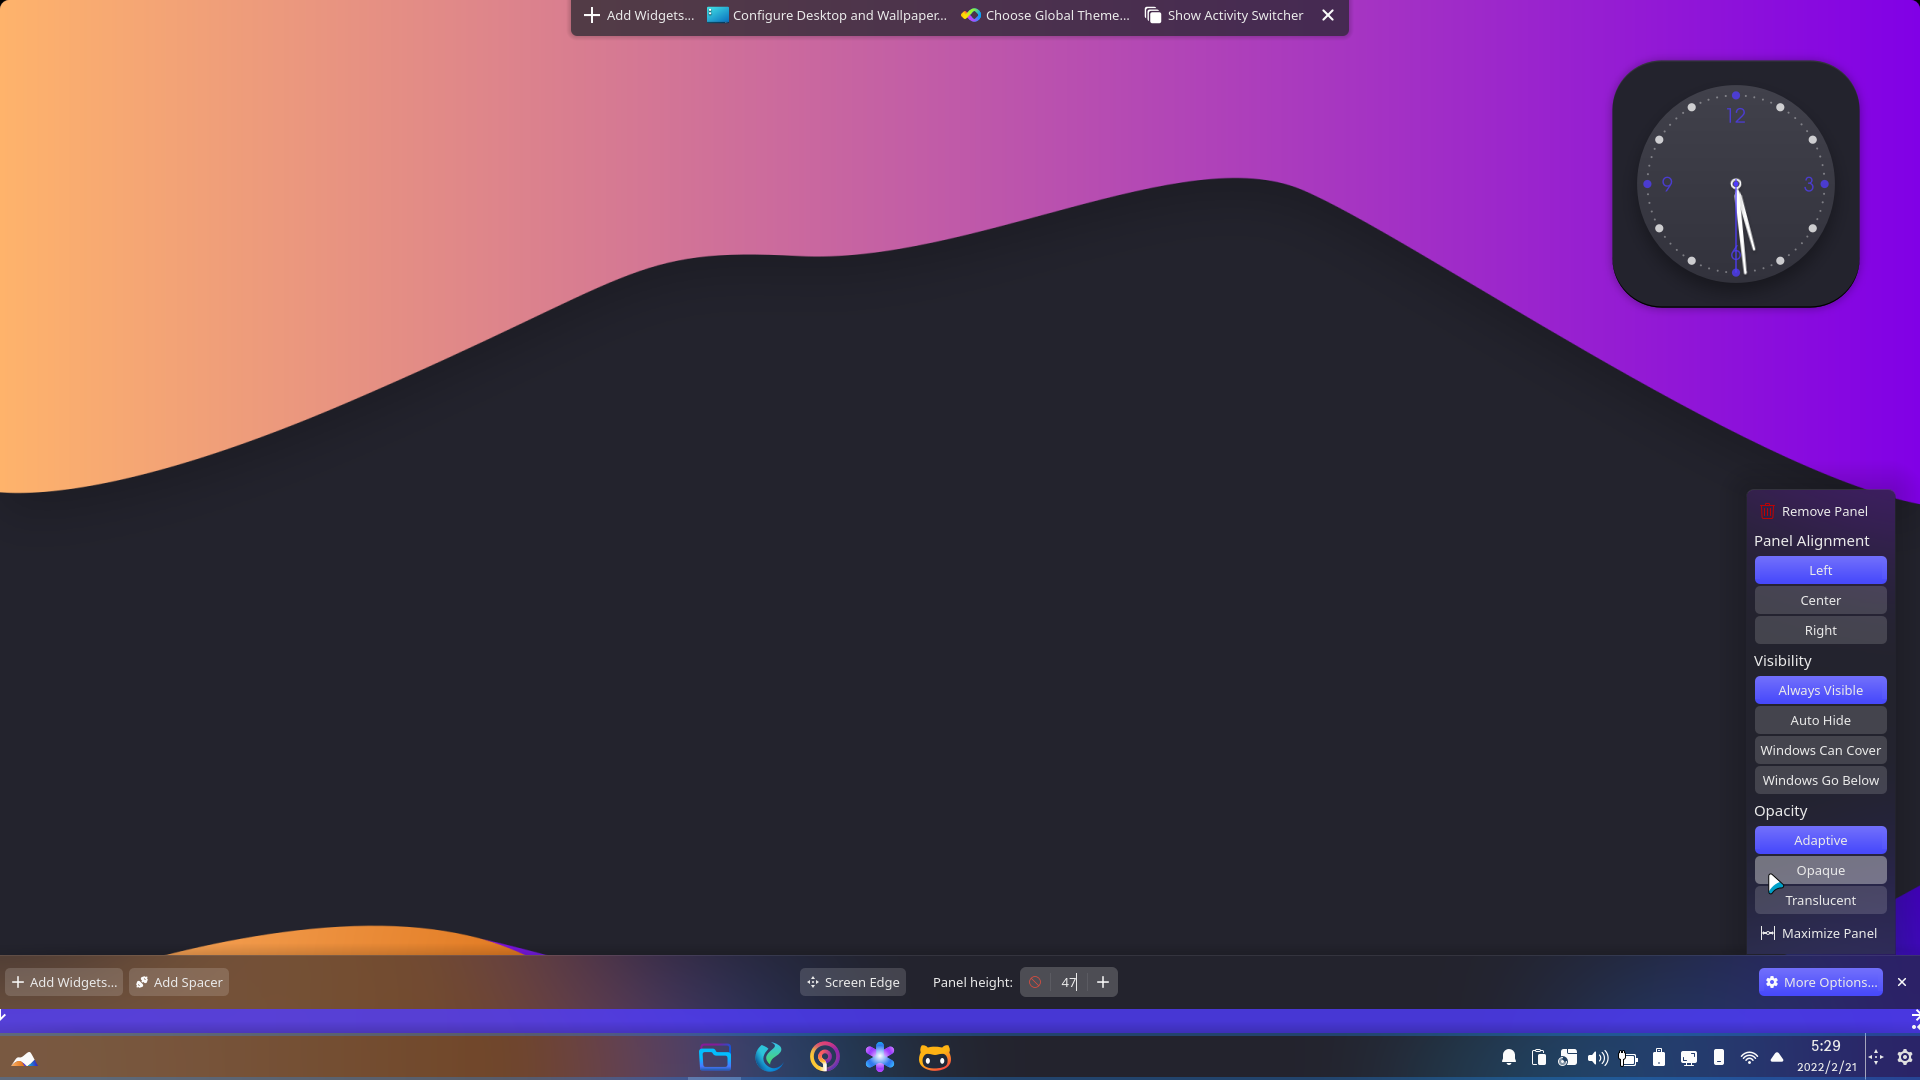 Add Widgets... Configure Desktop and Wallpaper... Choose Global Theme... Show Activity Switcher
12
9 3
6
Remove Panel
Panel Alignment
Left
Center
Right
Visibility
Always Visible
Auto Hide
Windows Can Cover
Windows Go Below
Opacity
Adaptive
Opaque
Translucent
Maximize Panel
Add Widgets... Add Spacer Screen Edge Panel height: 47 More Options...
5:29
2022/2/21